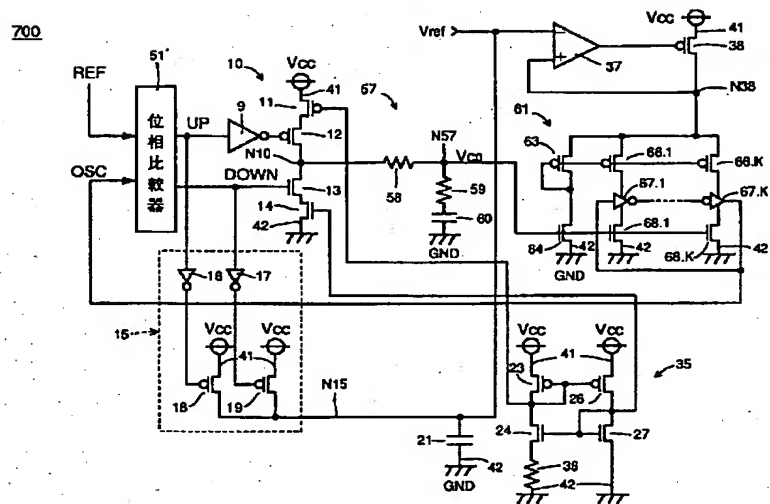 700
51'
REF
OSC
位相比較器
UP
DOWN
10
9
Vcc
41
11
12
N10
13
14
42
67
58
N57
Vco
59
60
GND
Vref
37
Vcc
41
38
N38
61
63
66.1
66.K
67.1
67.K
64
42
68.1
42
68.K
42
GND
15
16
17
Vcc
Vcc
41
18
19
N15
21
42
GND
Vcc
Vcc
41
23
26
35
24
27
36
42